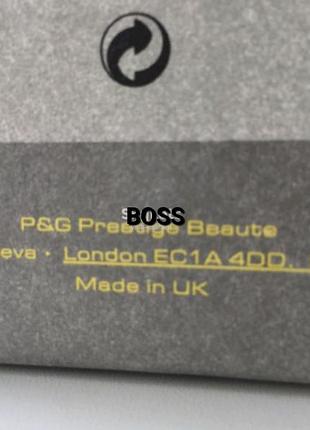 BOSS
P&G Prestige Beaute
eva · London EC1A 4DD.
Made in UK